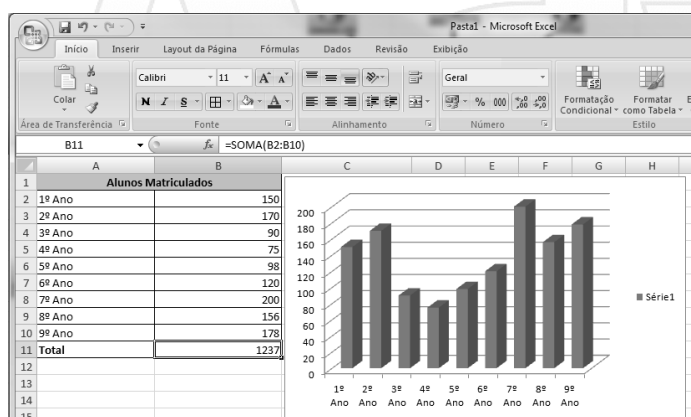 Pasta1 - Microsoft Excel
Início Inserir Layout da Página Fórmulas Dados Revisão Exibição
Colar
Calibri 11 A A
Geral
N I S A
% 000 ,00 ,00
Formatação Condicional
Formatar como Tabela
Área de Transferência Fonte Alinhamento Número Estilo
B11 fx =SOMA(B2:B10)
A B C D E F G H
1 Alunos Matriculados
2 1º Ano 150
3 2º Ano 170
4 3º Ano 90
5 4º Ano 75
6 5º Ano 98
7 6º Ano 120
8 7º Ano 200
9 8º Ano 156
10 9º Ano 178
11 Total 1237
12
13
14
15
200
180
160
140
120
100
80
60
40
20
0
1º 2º 3º 4º 5º 6º 7º 8º 9º
Ano Ano Ano Ano Ano Ano Ano Ano Ano
Série1